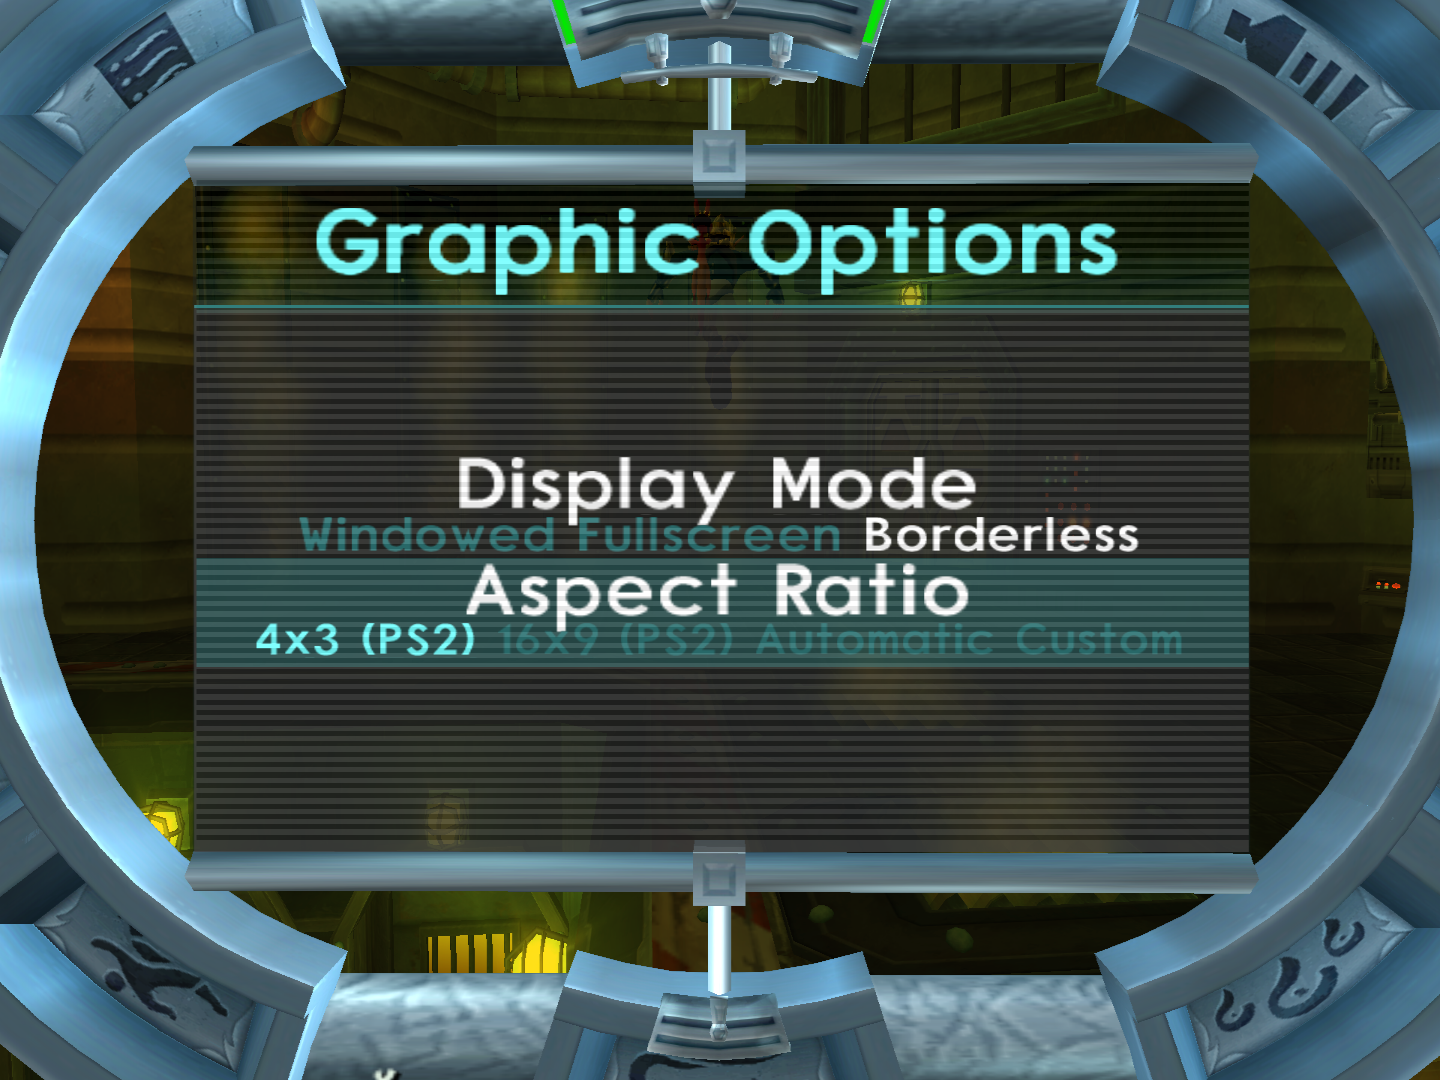 Graphic Options
Display Mode
Windowed Fullscreen Borderless
Aspect Ratio
4x3 (PS2) 16x9 (PS2) Automatic Custom